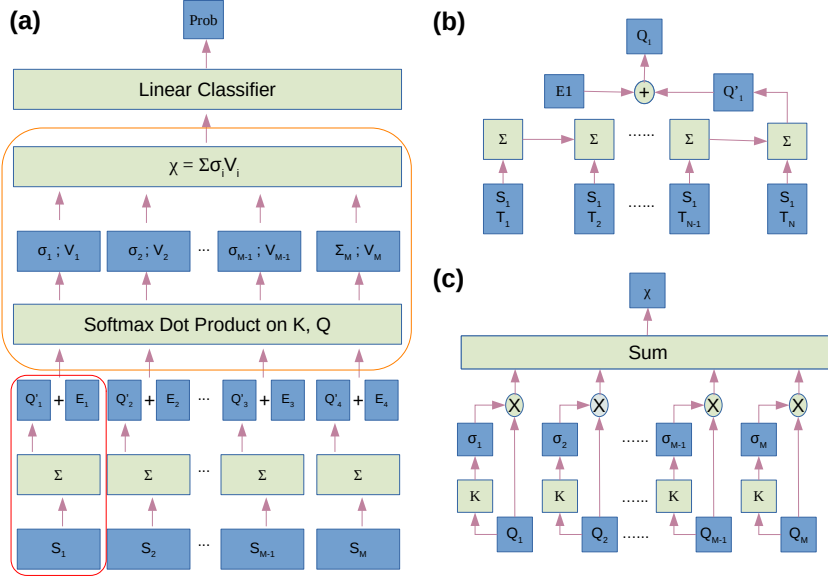 (a)
Prob
Linear Classifier
χ = Σσ_iV_i
σ_1 ; V_1 σ_2 ; V_2 ... σ_M-1 ; V_M-1 Σ_M ; V_M
Softmax Dot Product on K, Q
Q'_1 + E_1 Q'_2 + E_2 ... Q'_3 + E_3 Q'_4 + E_4
Σ Σ ... Σ Σ
S_1 S_2 ... S_M-1 S_M
(b)
Q_1
E1 + Q'_1
Σ Σ ...... Σ Σ
S_1 S_1 S_1 S_1
T_1 T_2 ...... T_N-1 T_N
(c)
χ
Sum
X X X X
σ_1 σ_2 ...... σ_M-1 σ_M
K K ...... K K
Q_1 Q_2 ...... Q_M-1 Q_M